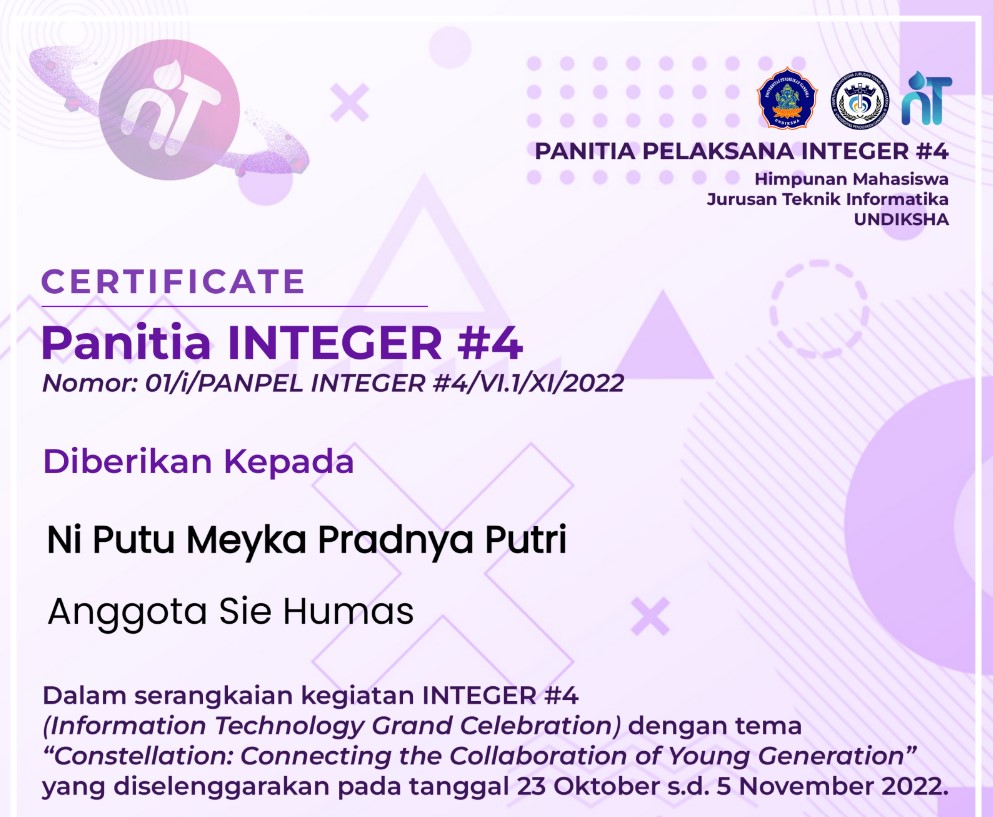 PANITIA PELAKSANA INTEGER #4
Himpunan Mahasiswa
Jurusan Teknik Informatika
UNDIKSHA
CERTIFICATE
Panitia INTEGER #4
Nomor: 01/i/PANPEL INTEGER #4/VI.1/XI/2022
Diberikan Kepada
Ni Putu Meyka Pradnya Putri
Anggota Sie Humas
Dalam serangkaian kegiatan INTEGER #4
(Information Technology Grand Celebration) dengan tema
“Constellation: Connecting the Collaboration of Young Generation”
yang diselenggarakan pada tanggal 23 Oktober s.d. 5 November 2022.